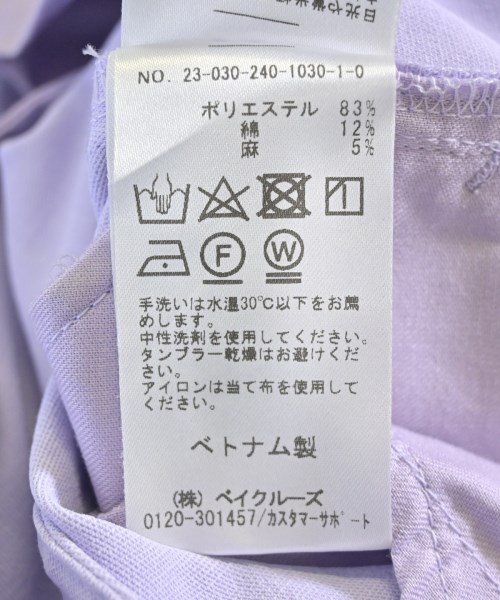 NO. 23-030-240-1030-1-0
ポリエステル 83%
綿 12%
麻 5%
F W
手洗いは水温30℃以下をお薦
めします。
中性洗剤を使用してください。
タンブラー乾燥はお避けくだ
さい。
アイロンは当て布を使用して
ください。
ベトナム製
(株) ベイクルーズ
0120-301457/カスタマーサポート